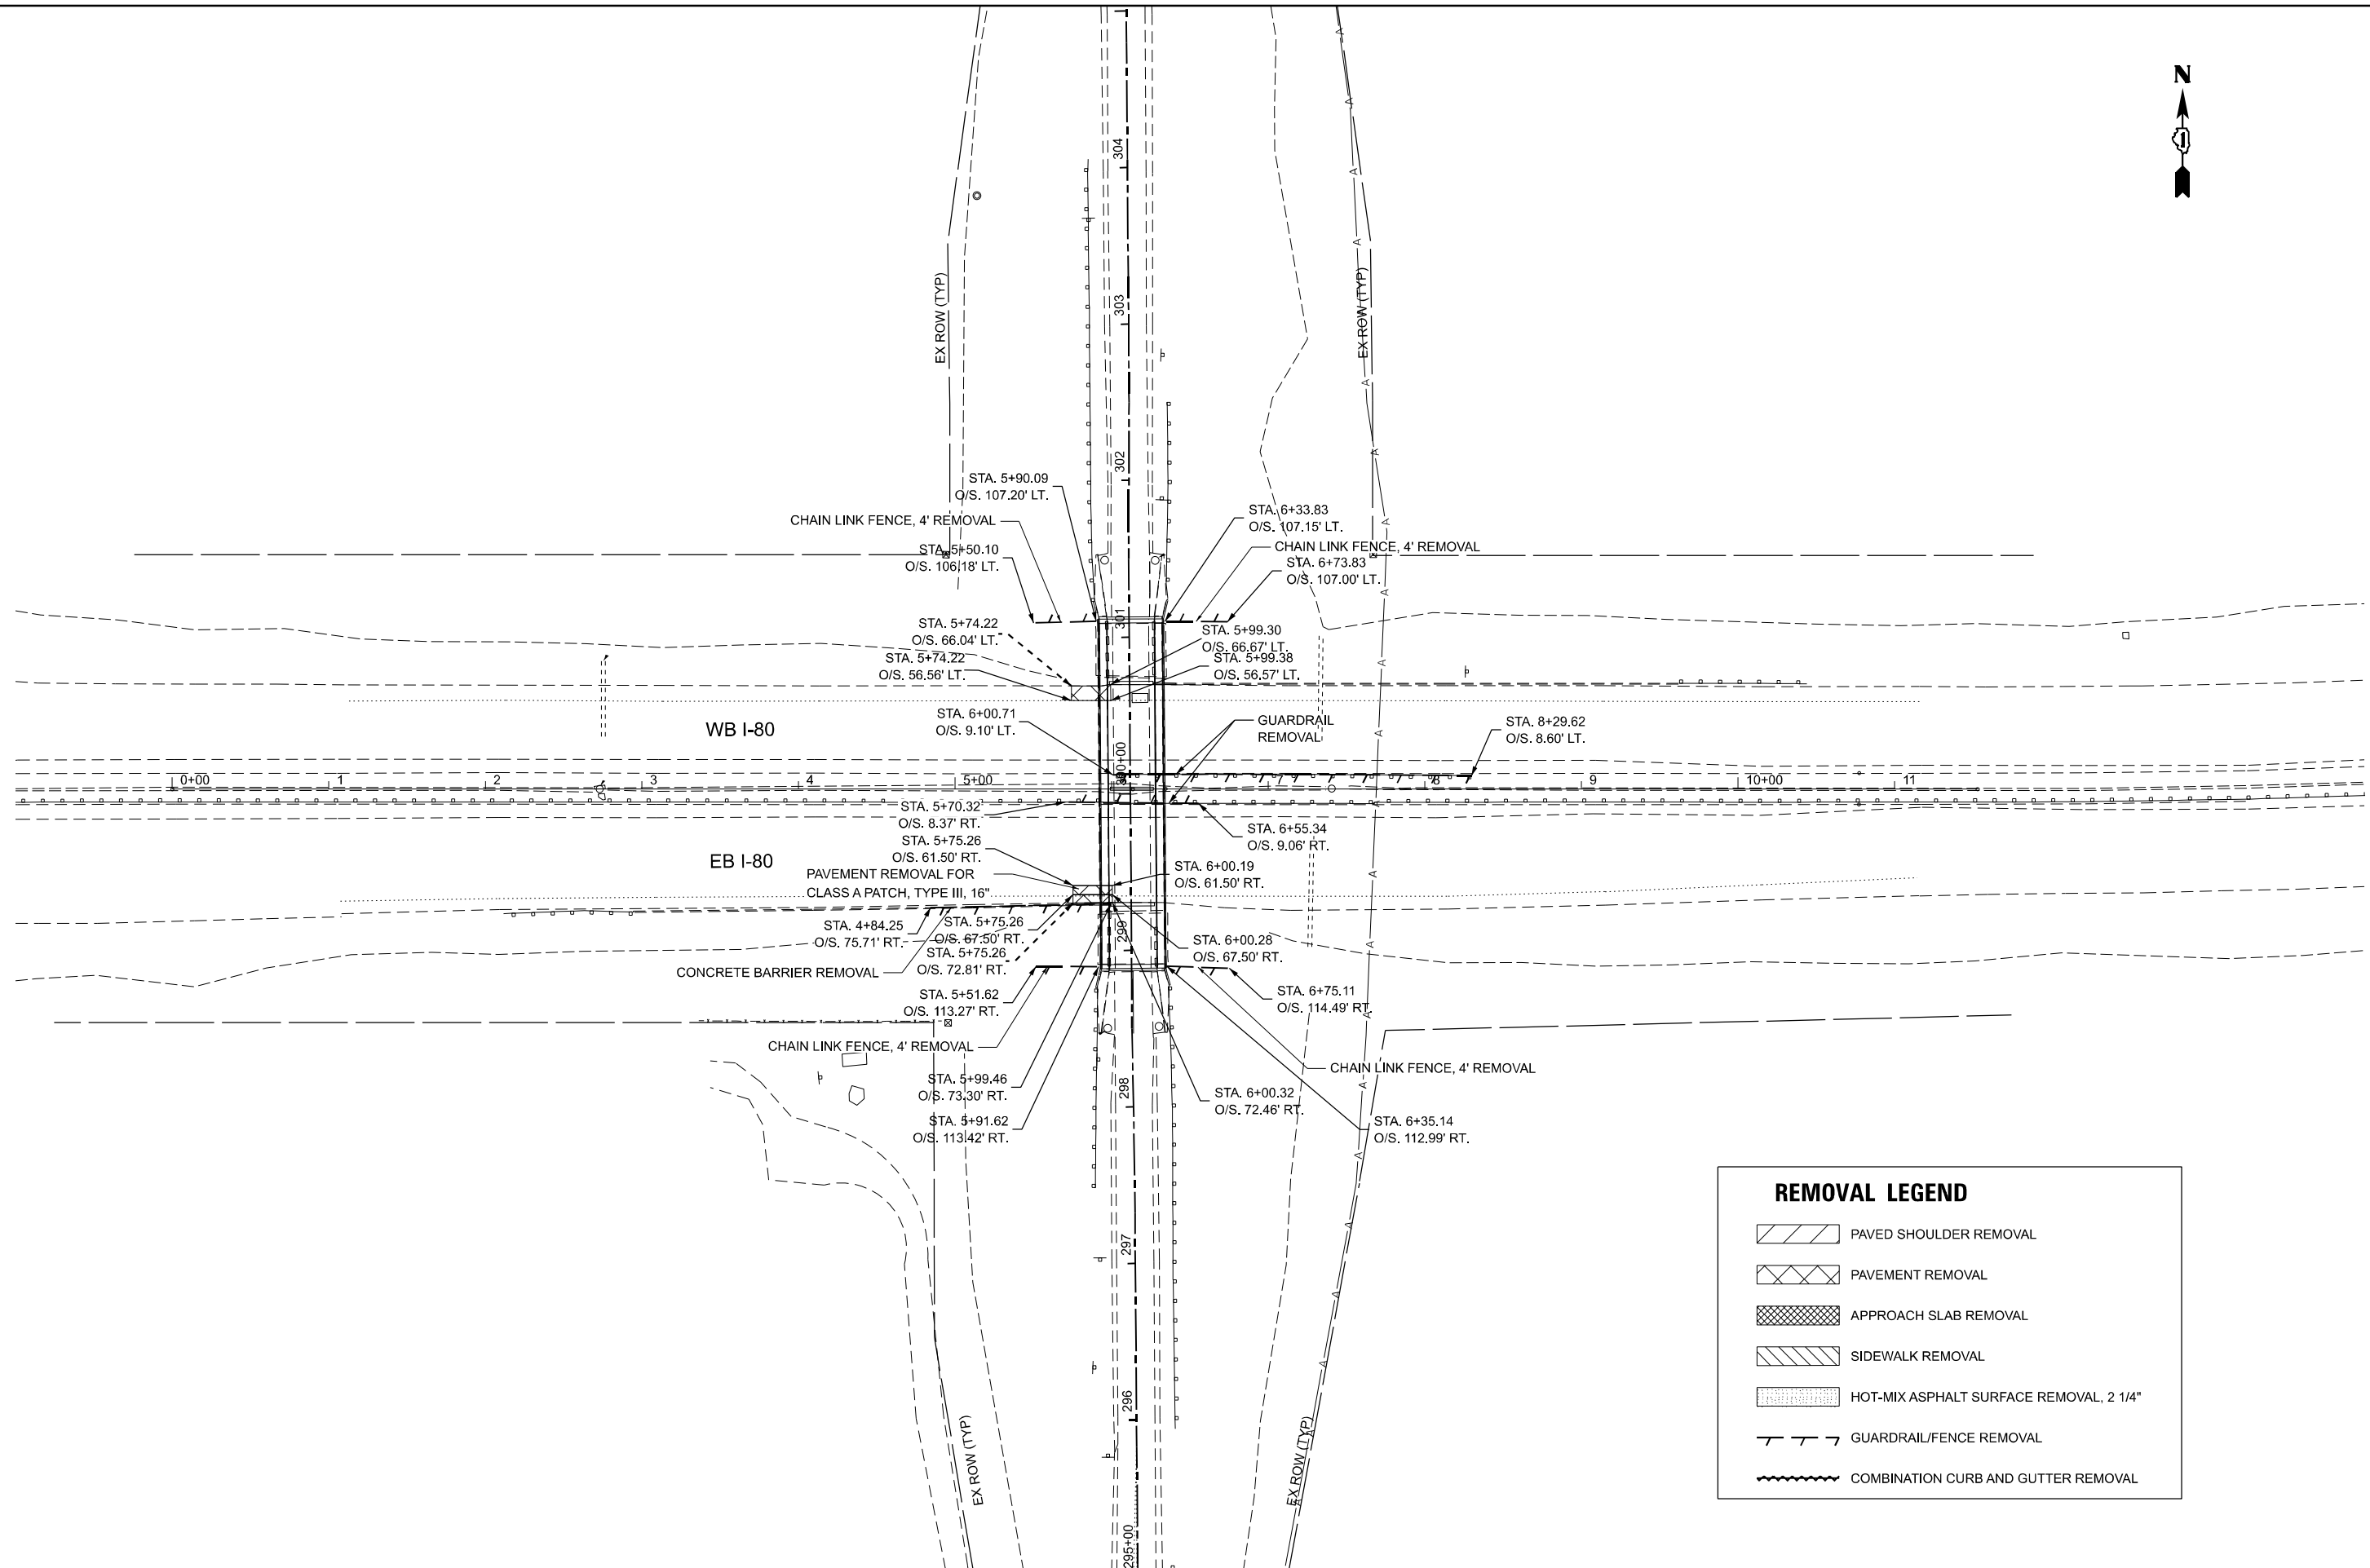 N
304
303
302
301
300+00
299
298
297
296
295+00
EX ROW (TYP)
EX ROW (TYP)
STA. 5+90.09
O/S. 107.20' LT.
CHAIN LINK FENCE, 4' REMOVAL
STA. 5+50.10
O/S. 106.18' LT.
STA. 6+33.83
O/S. 107.15' LT.
CHAIN LINK FENCE, 4' REMOVAL
STA. 6+73.83
O/S. 107.00' LT.
STA. 5+74.22
O/S. 66.04' LT.
STA. 5+74.22
O/S. 56.56' LT.
STA. 5+99.30
O/S. 66.67' LT.
STA. 5+99.38
O/S. 56.57' LT.
WB I-80
STA. 6+00.71
O/S. 9.10' LT.
GUARDRAIL
REMOVAL
STA. 8+29.62
O/S. 8.60' LT.
0+00
1
2
3
4
5+00
8
9
10+00
11
STA. 5+70.32
O/S. 8.37' RT.
STA. 6+55.34
O/S. 9.06' RT.
EB I-80
STA. 5+75.26
O/S. 61.50' RT.
PAVEMENT REMOVAL FOR
CLASS A PATCH, TYPE III, 16"
STA. 6+00.19
O/S. 61.50' RT.
STA. 4+84.25
O/S. 75.71' RT.
STA. 5+75.26
O/S. 67.50' RT.
STA. 5+75.26
O/S. 72.81' RT.
CONCRETE BARRIER REMOVAL
STA. 6+00.28
O/S. 67.50' RT.
STA. 5+51.62
O/S. 113.27' RT.
STA. 6+75.11
O/S. 114.49' RT.
CHAIN LINK FENCE, 4' REMOVAL
CHAIN LINK FENCE, 4' REMOVAL
STA. 5+99.46
O/S. 73.30' RT.
STA. 6+00.32
O/S. 72.46' RT.
STA. 5+91.62
O/S. 113.42' RT.
STA. 6+35.14
O/S. 112.99' RT.
EX ROW (TYP)
EX ROW (TYP)
REMOVAL LEGEND
PAVED SHOULDER REMOVAL
PAVEMENT REMOVAL
APPROACH SLAB REMOVAL
SIDEWALK REMOVAL
HOT-MIX ASPHALT SURFACE REMOVAL, 2 1/4"
GUARDRAIL/FENCE REMOVAL
COMBINATION CURB AND GUTTER REMOVAL